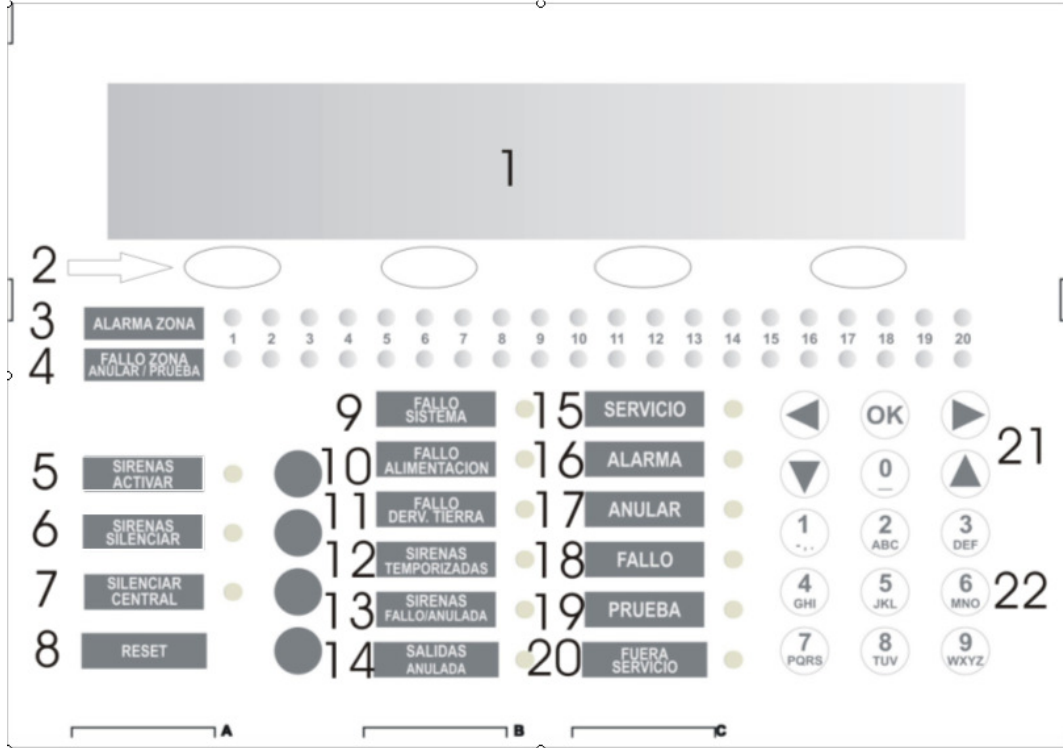 1
2
3 ALARMA ZONA
1 2 3 4 5 6 7 8 9 10 11 12 13 14 15 16 17 18 19 20
4 FALLO ZONA
ANULAR / PRUEBA
5 SIRENAS
ACTIVAR
6 SIRENAS
SILENCIAR
7 SILENCIAR
CENTRAL
8 RESET
A
9 FALLO
SISTEMA
10 FALLO
ALIMENTACION
11 FALLO
DERV. TIERRA
12 SIRENAS
TEMPORIZADAS
13 SIRENAS
FALLO/ANULADA
14 SALIDAS
ANULADA
B
15 SERVICIO
16 ALARMA
17 ANULAR
18 FALLO
19 PRUEBA
20 FUERA
SERVICIO
C
OK
21
0
_
1 2 3
-,. ABC DEF
4 5 6
GHI JKL MNO
22
7 8 9
PQRS TUV WXYZ